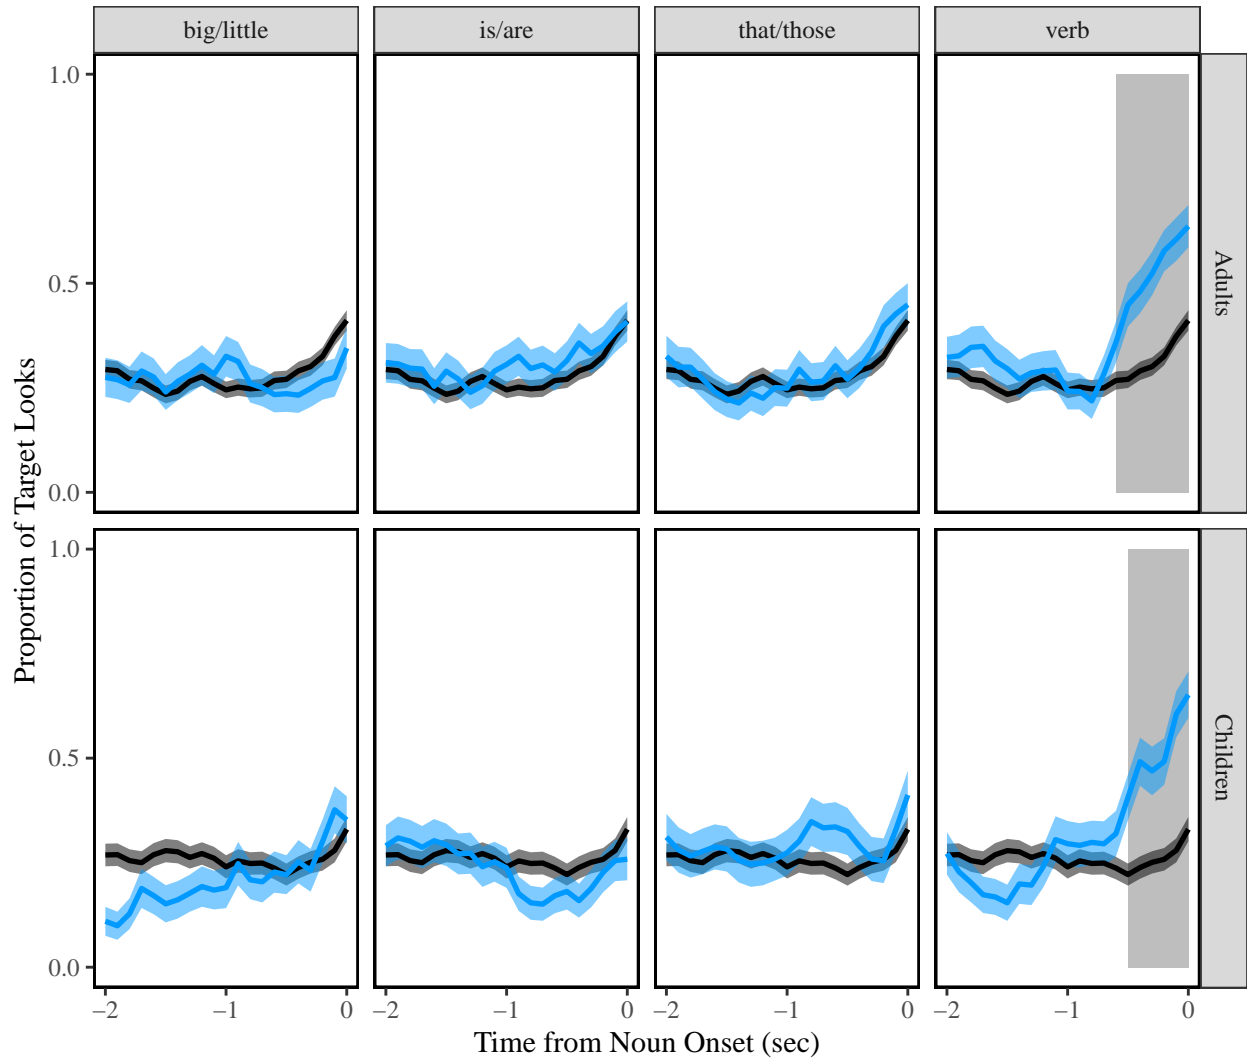 big/little
is/are
that/those
verb
Proportion of Target Looks
1.0
0.5
0.0
Adults
1.0
0.5
0.0
Children
−2
−1
0
−2
−1
0
−2
−1
0
−2
−1
0
Time from Noun Onset (sec)